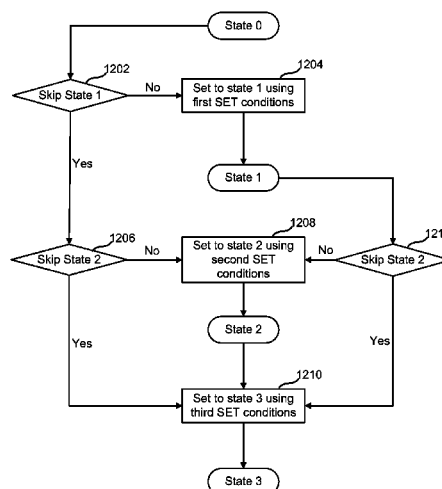 State 0
1202
Skip State 1
No
1204
Set to state 1 using
first SET conditions
Yes
State 1
1206
Skip State 2
No
1208
Set to state 2 using
second SET
conditions
No
Skip State 2
State 2
Yes
Yes
1210
Set to state 3 using
third SET conditions
State 3